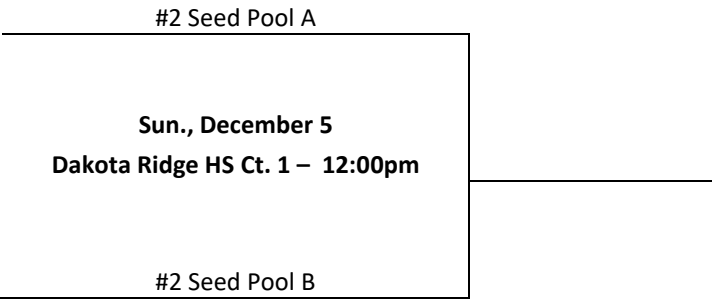 #2 Seed Pool A
Sun., December 5
Dakota Ridge HS Ct. 1 –  12:00pm
#2 Seed Pool B